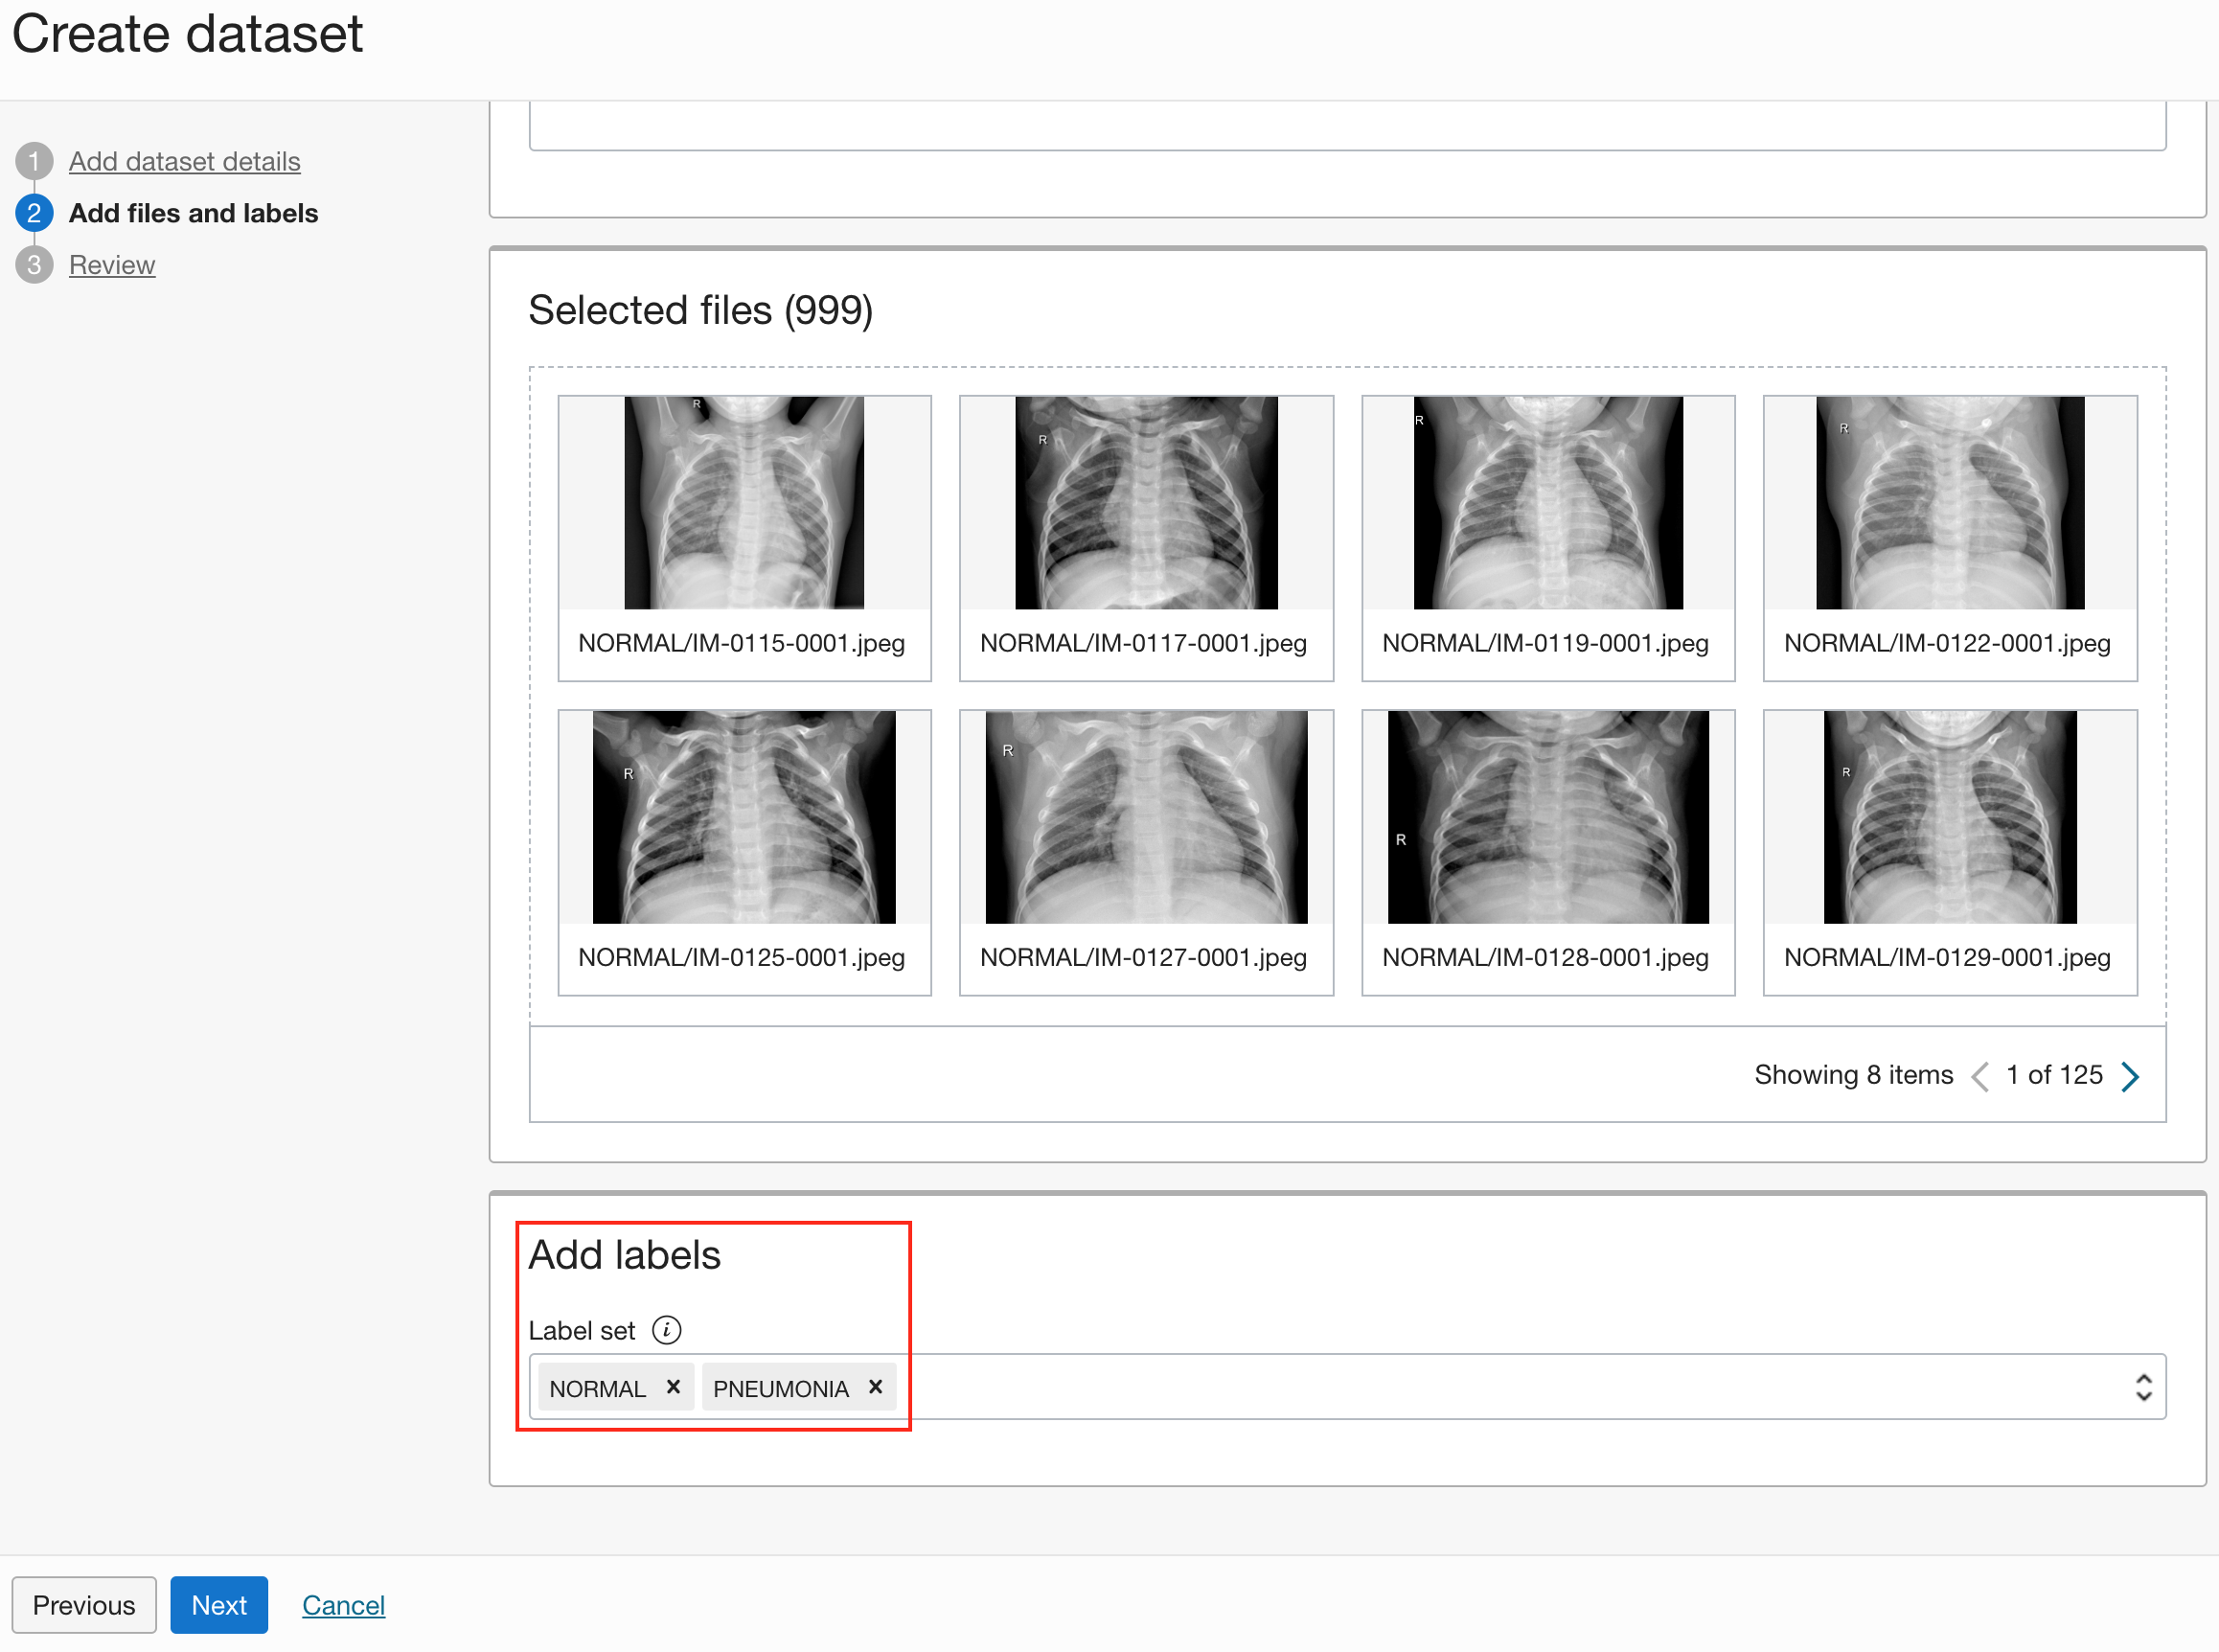 Create dataset
1 Add dataset details
2 Add files and labels
3 Review
Selected files (999)
R
R
R
R
NORMAL/IM-0115-0001.jpeg
NORMAL/IM-0117-0001.jpeg
NORMAL/IM-0119-0001.jpeg
NORMAL/IM-0122-0001.jpeg
R
R
R
R
NORMAL/IM-0125-0001.jpeg
NORMAL/IM-0127-0001.jpeg
NORMAL/IM-0128-0001.jpeg
NORMAL/IM-0129-0001.jpeg
Showing 8 items < 1 of 125 >
Add labels
Label set i
NORMAL × PNEUMONIA ×
Previous Next Cancel